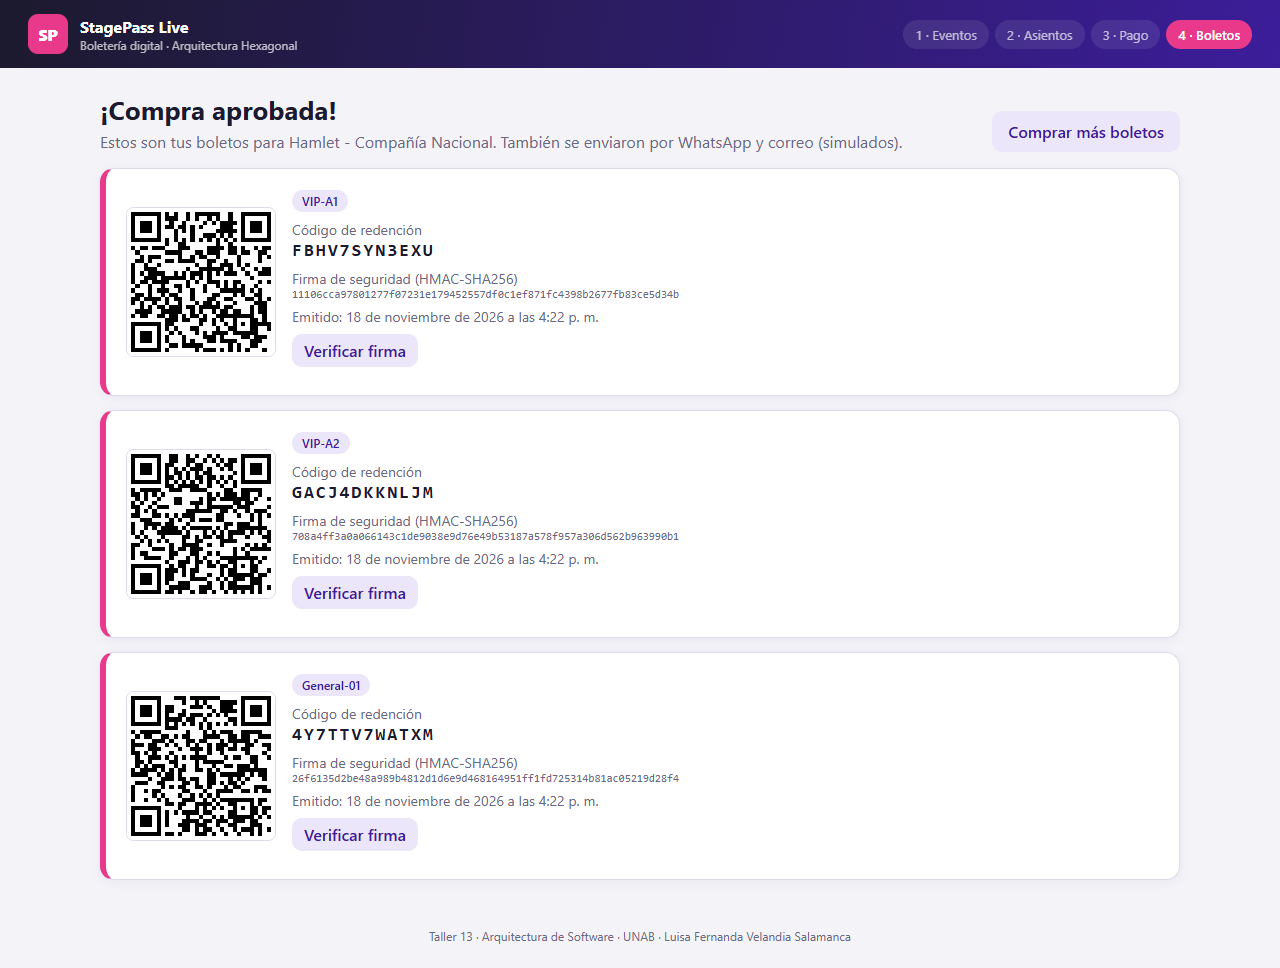 SP
StagePass Live
Boletería digital · Arquitectura Hexagonal
1 · Eventos
2 · Asientos
3 · Pago
4 · Boletos
¡Compra aprobada!
Estos son tus boletos para Hamlet - Compañía Nacional. También se enviaron por WhatsApp y correo (simulados).
Comprar más boletos
VIP-A1
Código de redención
FBHV7SYN3EXU
Firma de seguridad (HMAC-SHA256)
11106cca97801277f07231e179452557df0c1ef871fc4398b2677fb83ce5d34b
Emitido: 18 de noviembre de 2026 a las 4:22 p. m.
Verificar firma
VIP-A2
Código de redención
GACJ4DKKNLJM
Firma de seguridad (HMAC-SHA256)
708a4ff3a0a066143c1de9038e9d76e49b53187a578f957a306d562b963990b1
Emitido: 18 de noviembre de 2026 a las 4:22 p. m.
Verificar firma
General-01
Código de redención
4Y7TTV7WATXM
Firma de seguridad (HMAC-SHA256)
26f6135d2be48a989b4812d1d6e9d468164951ff1fd725314b81ac05219d28f4
Emitido: 18 de noviembre de 2026 a las 4:22 p. m.
Verificar firma
Taller 13 · Arquitectura de Software · UNAB · Luisa Fernanda Velandia Salamanca